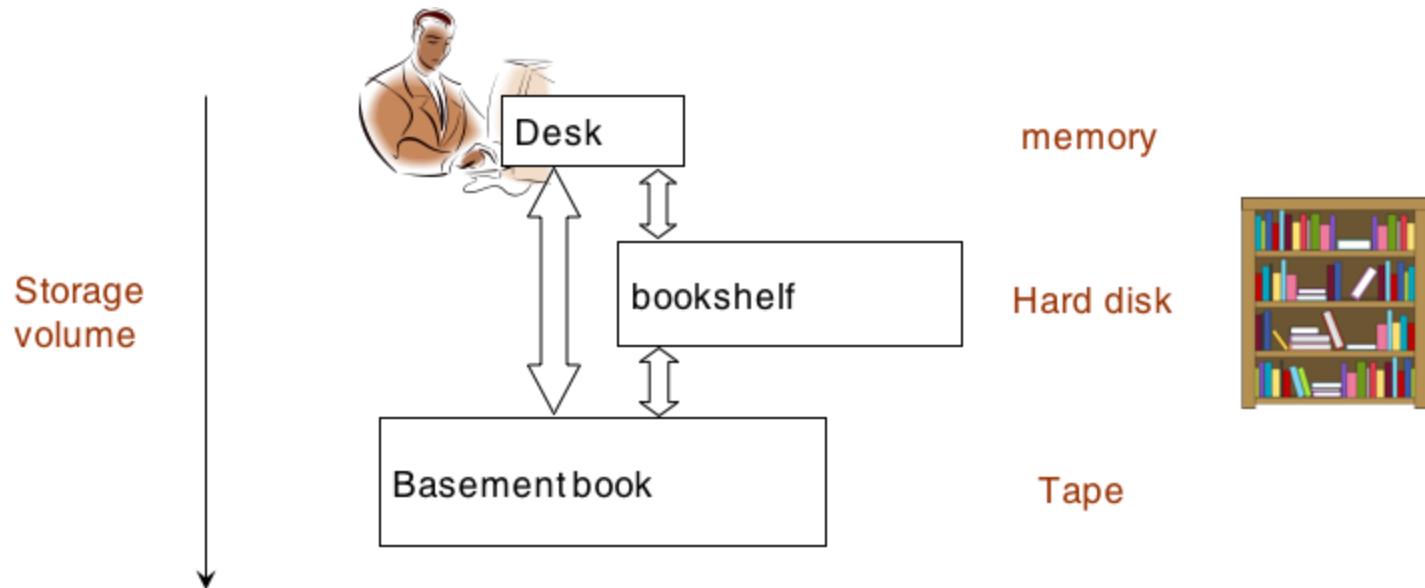 Desk
memory
Storage
volume
bookshelf
Hard disk
Basement book
Tape